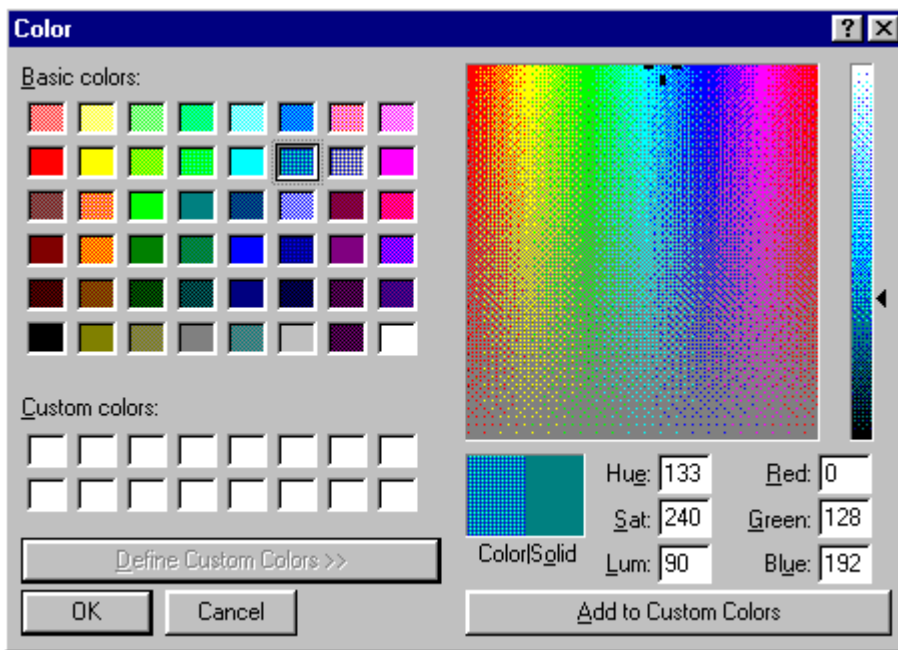 Color
Basic colors:
Custom colors:
Define Custom Colors >>
OK Cancel
Color|Solid
Hue: 133 Red: 0
Sat: 240 Green: 128
Lum: 90 Blue: 192
Add to Custom Colors